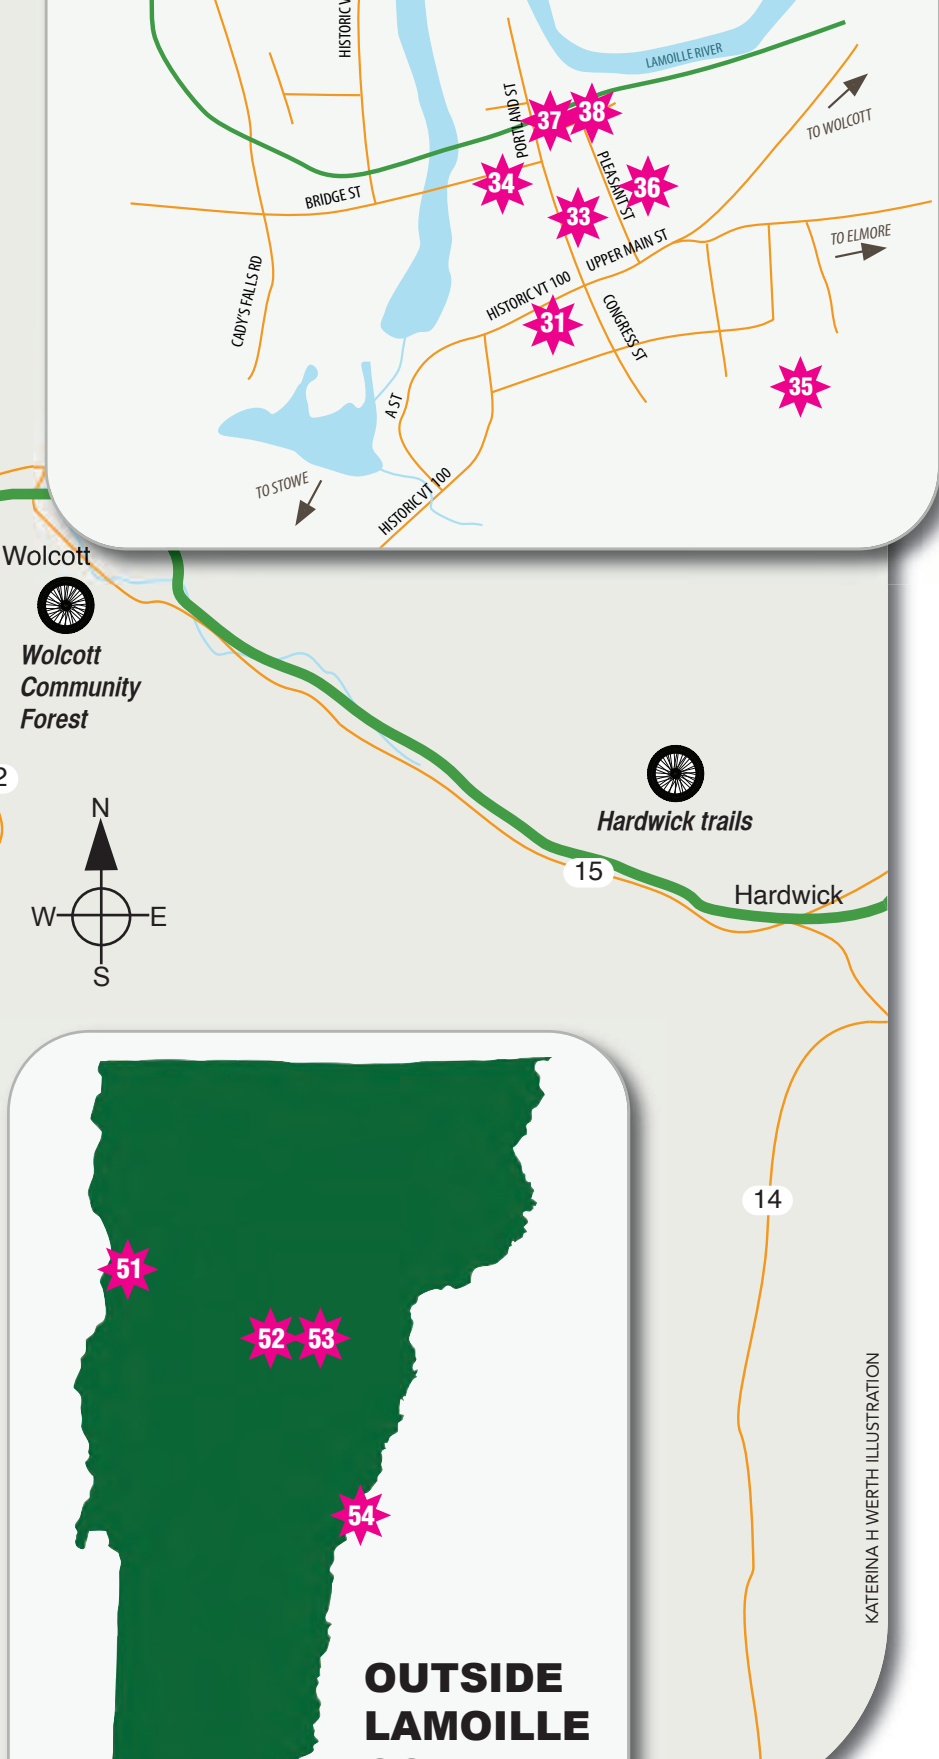 HISTORIC V
LAMOILLE RIVER
PORTLAND ST
37
38
TO WOLCOTT
BRIDGE ST
34
PLEASANT ST
36
33
TO ELMORE
CADY'S FALLS RD
UPPER MAIN ST
HISTORIC VT 100
31
CONGRESS ST
35
A ST
TO STOWE
HISTORIC VT 100
Wolcott
Wolcott
Community
Forest
2
Hardwick trails
N
W
E
S
15
Hardwick
14
51
52
53
54
KATERINA H WERTH ILLUSTRATION
OUTSIDE
LAMOILLE